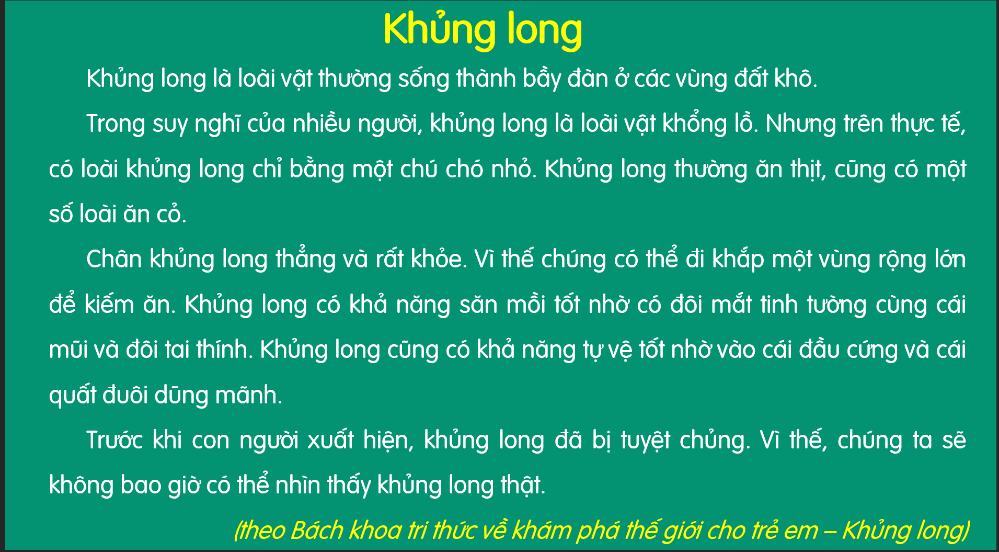 Khủng long
Khủng long là loài vật thường sống thành bầy đàn ở các vùng đất khô.
Trong suy nghĩ của nhiều người, khủng long là loài vật khổng lồ. Nhưng trên thực tế,
có loài khủng long chỉ bằng một chú chó nhỏ. Khủng long thường ăn thịt, cũng có một
số loài ăn cỏ.
Chân khủng long thẳng và rất khỏe. Vì thế chúng có thể đi khắp một vùng rộng lớn
để kiếm ăn. Khủng long có khả năng săn mồi tốt nhờ có đôi mắt tinh tường cùng cái
mũi và đôi tai thính. Khủng long cũng có khả năng tự vệ tốt nhờ vào cái đầu cứng và cái
quất đuôi dũng mãnh.
Trước khi con người xuất hiện, khủng long đã bị tuyệt chủng. Vì thế, chúng ta sẽ
không bao giờ có thể nhìn thấy khủng long thật.
(theo Bách khoa tri thức về khám phá thế giới cho trẻ em – Khủng long)